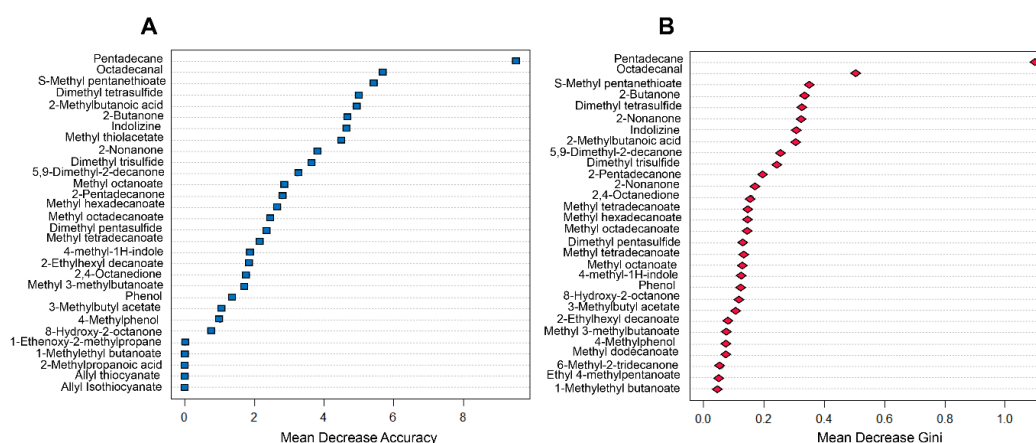 A
Pentadecane
Octadecanal
S-Methyl pentanethioate
Dimethyl tetrasulfide
2-Methylbutanoic acid
2-Butanone
Indolizine
Methyl thiolacetate
2-Nonanone
Dimethyl trisulfide
5,9-Dimethyl-2-decanone
Methyl octanoate
2-Pentadecanone
Methyl hexadecanoate
Methyl octadecanoate
Dimethyl pentasulfide
Methyl tetradecanoate
4-methyl-1H-indole
2-Ethylhexyl decanoate
2,4-Octanedione
Methyl 3-methylbutanoate
Phenol
3-Methylbutyl acetate
4-Methylphenol
8-Hydroxy-2-octanone
1-Ethenoxy-2-methylpropane
1-Methylethyl butanoate
2-Methylpropanoic acid
Allyl thiocyanate
Allyl Isothiocyanate
0 2 4 6 8
Mean Decrease Accuracy
B
Pentadecane
Octadecanal
S-Methyl pentanethioate
2-Butanone
Dimethyl tetrasulfide
2-Nonanone
Indolizine
2-Methylbutanoic acid
5,9-Dimethyl-2-decanone
Dimethyl trisulfide
2-Pentadecanone
2-Nonanone
2,4-Octanedione
Methyl tetradecanoate
Methyl hexadecanoate
Methyl octadecanoate
Dimethyl pentasulfide
Methyl tetradecanoate
Methyl octanoate
4-methyl-1H-indole
Phenol
8-Hydroxy-2-octanone
3-Methylbutyl acetate
2-Ethylhexyl decanoate
Methyl 3-methylbutanoate
4-Methylphenol
Methyl dodecanoate
6-Methyl-2-tridecanone
Ethyl 4-methylpentanoate
1-Methylethyl butanoate
0.0 0.2 0.4 0.6 0.8 1.0
Mean Decrease Gini